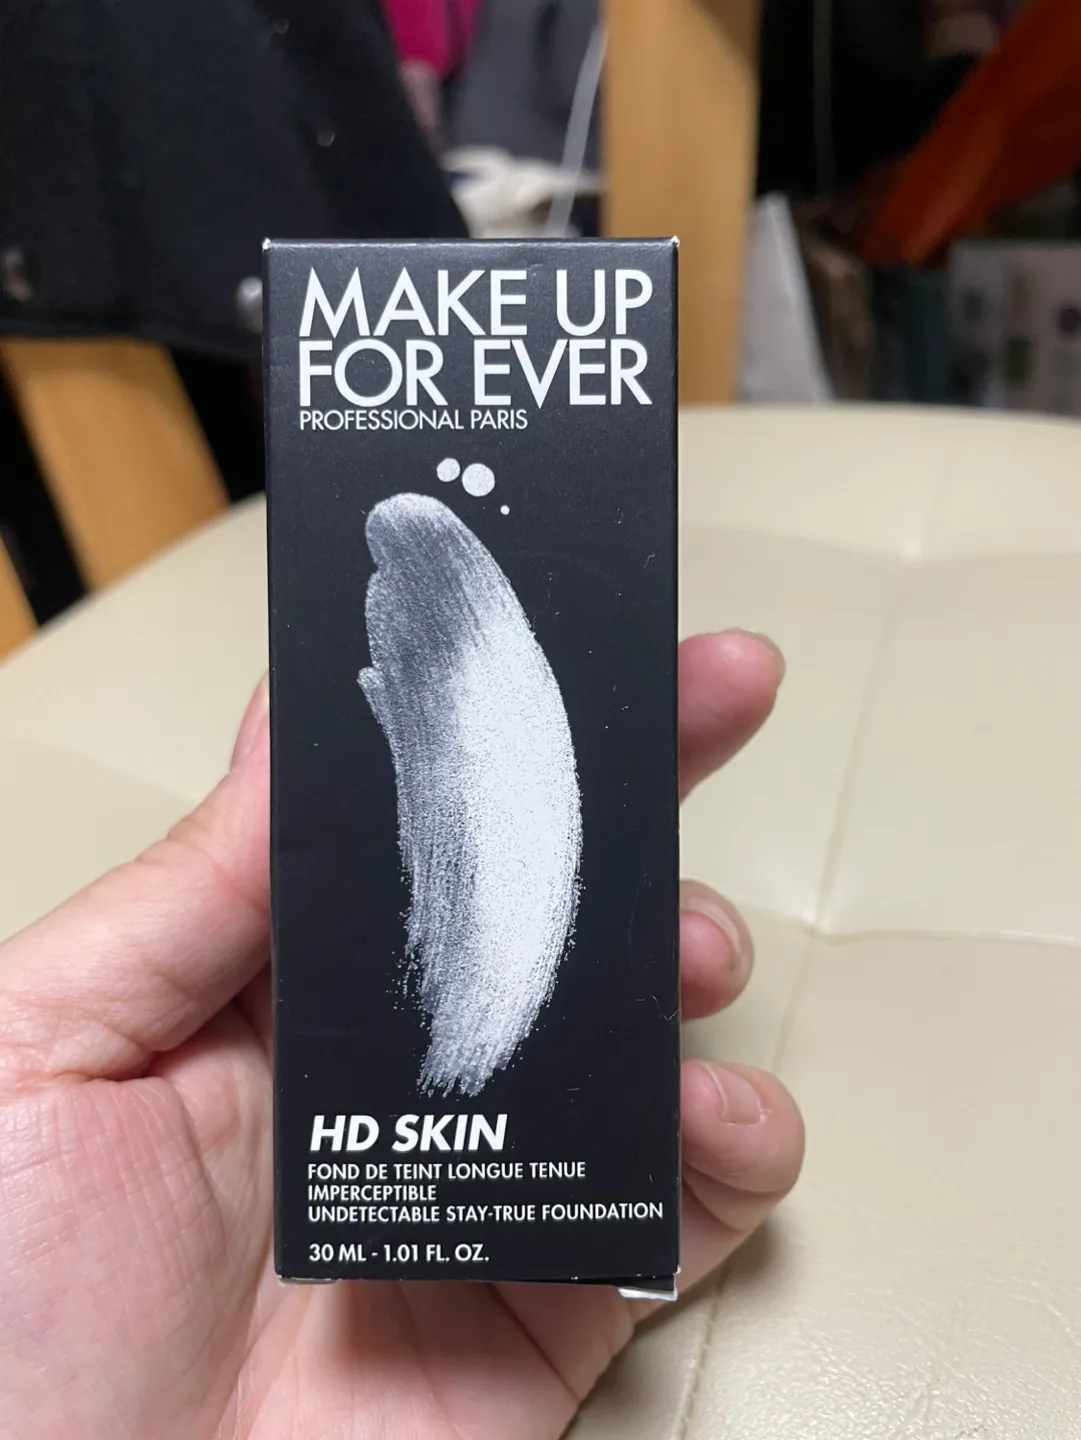 MAKE UP
FOR EVER
PROFESSIONAL PARIS
HD SKIN
FOND DE TEINT LONGUE TENUE
IMPERCEPTIBLE
UNDETECTABLE STAY-TRUE FOUNDATION
30 ML - 1.01 FL. OZ.